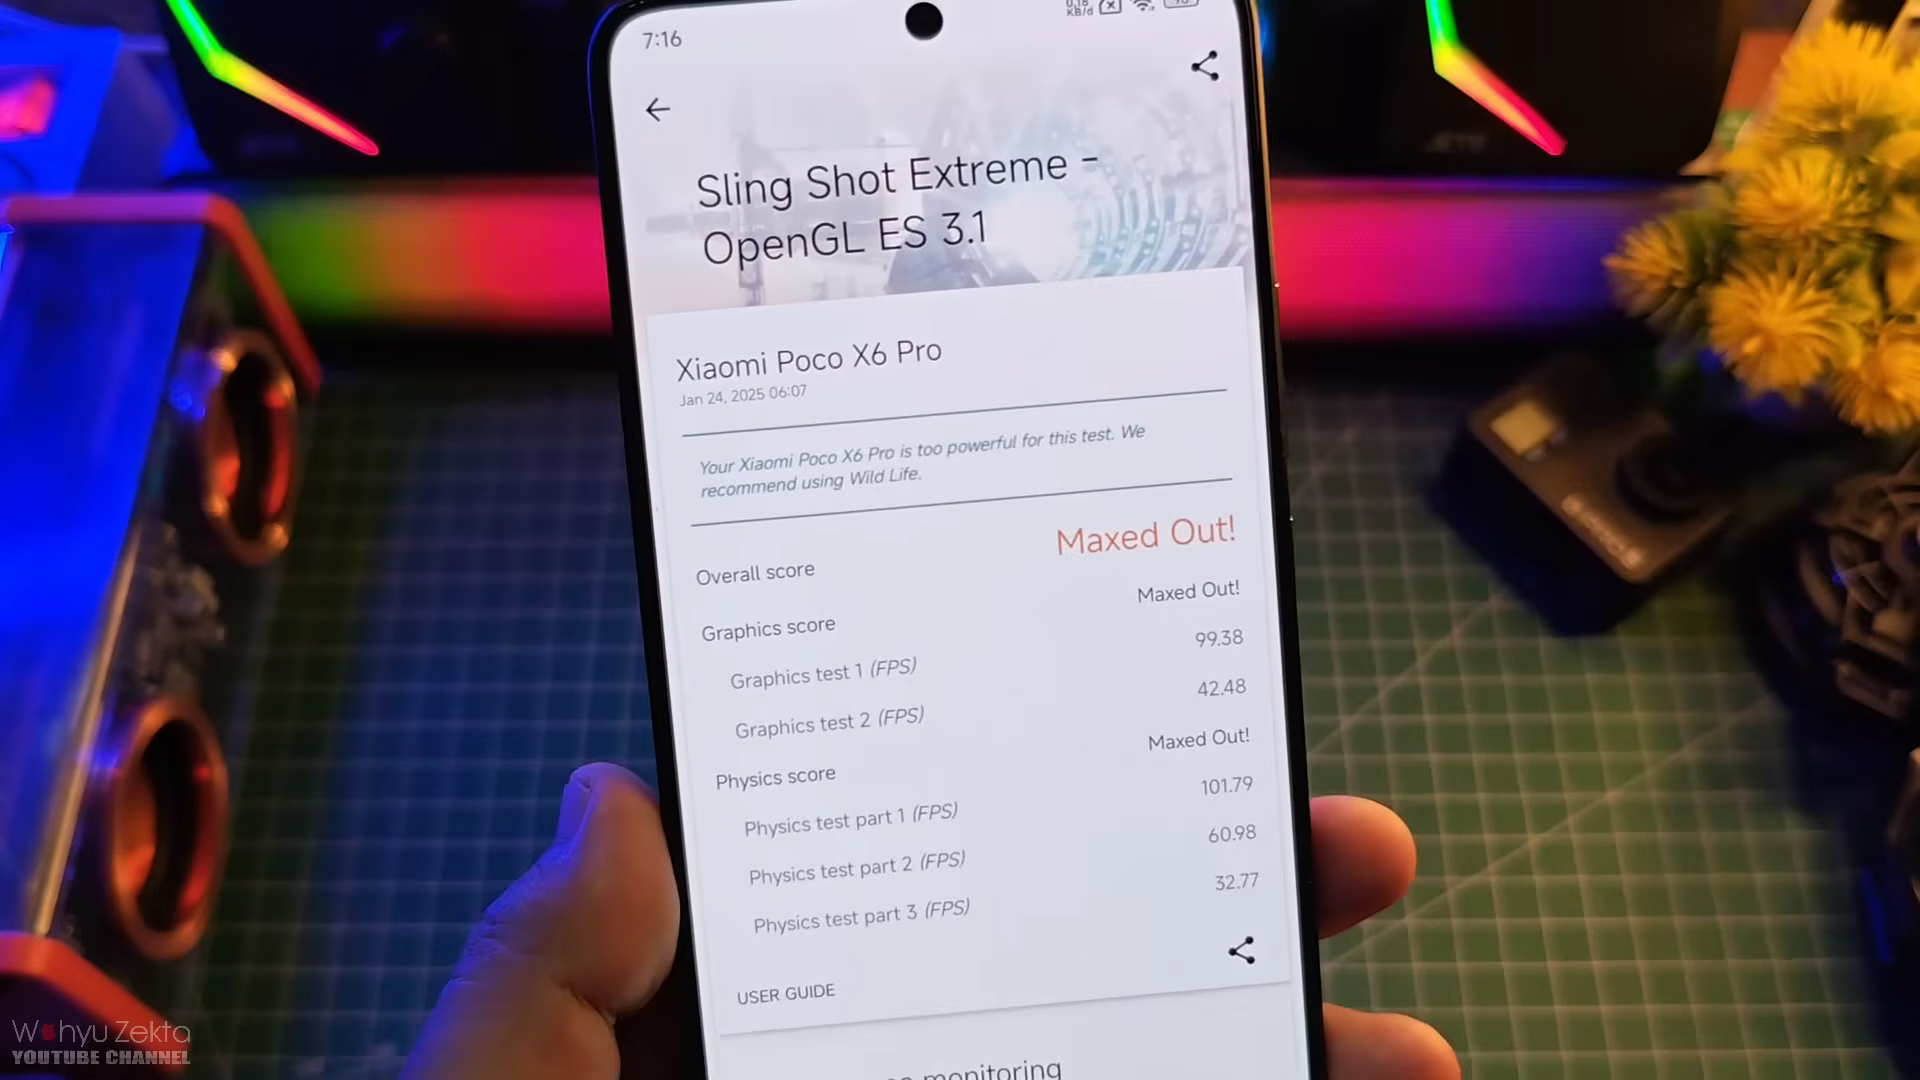 7:16
KB/d
Sling Shot Extreme -
OpenGL ES 3.1
Xiaomi Poco X6 Pro
Jan 24, 2025 06:07
Your Xiaomi Poco X6 Pro is too powerful for this test. We
recommend using Wild Life.
Overall score Maxed Out!
Graphics score Maxed Out!
Graphics test 1 (FPS) 99.38
Graphics test 2 (FPS) 42.48
Physics score Maxed Out!
Physics test part 1 (FPS) 101.79
Physics test part 2 (FPS) 60.98
Physics test part 3 (FPS) 32.77
USER GUIDE
monitoring
Wahyu Zekta
YOUTUBE CHANNEL